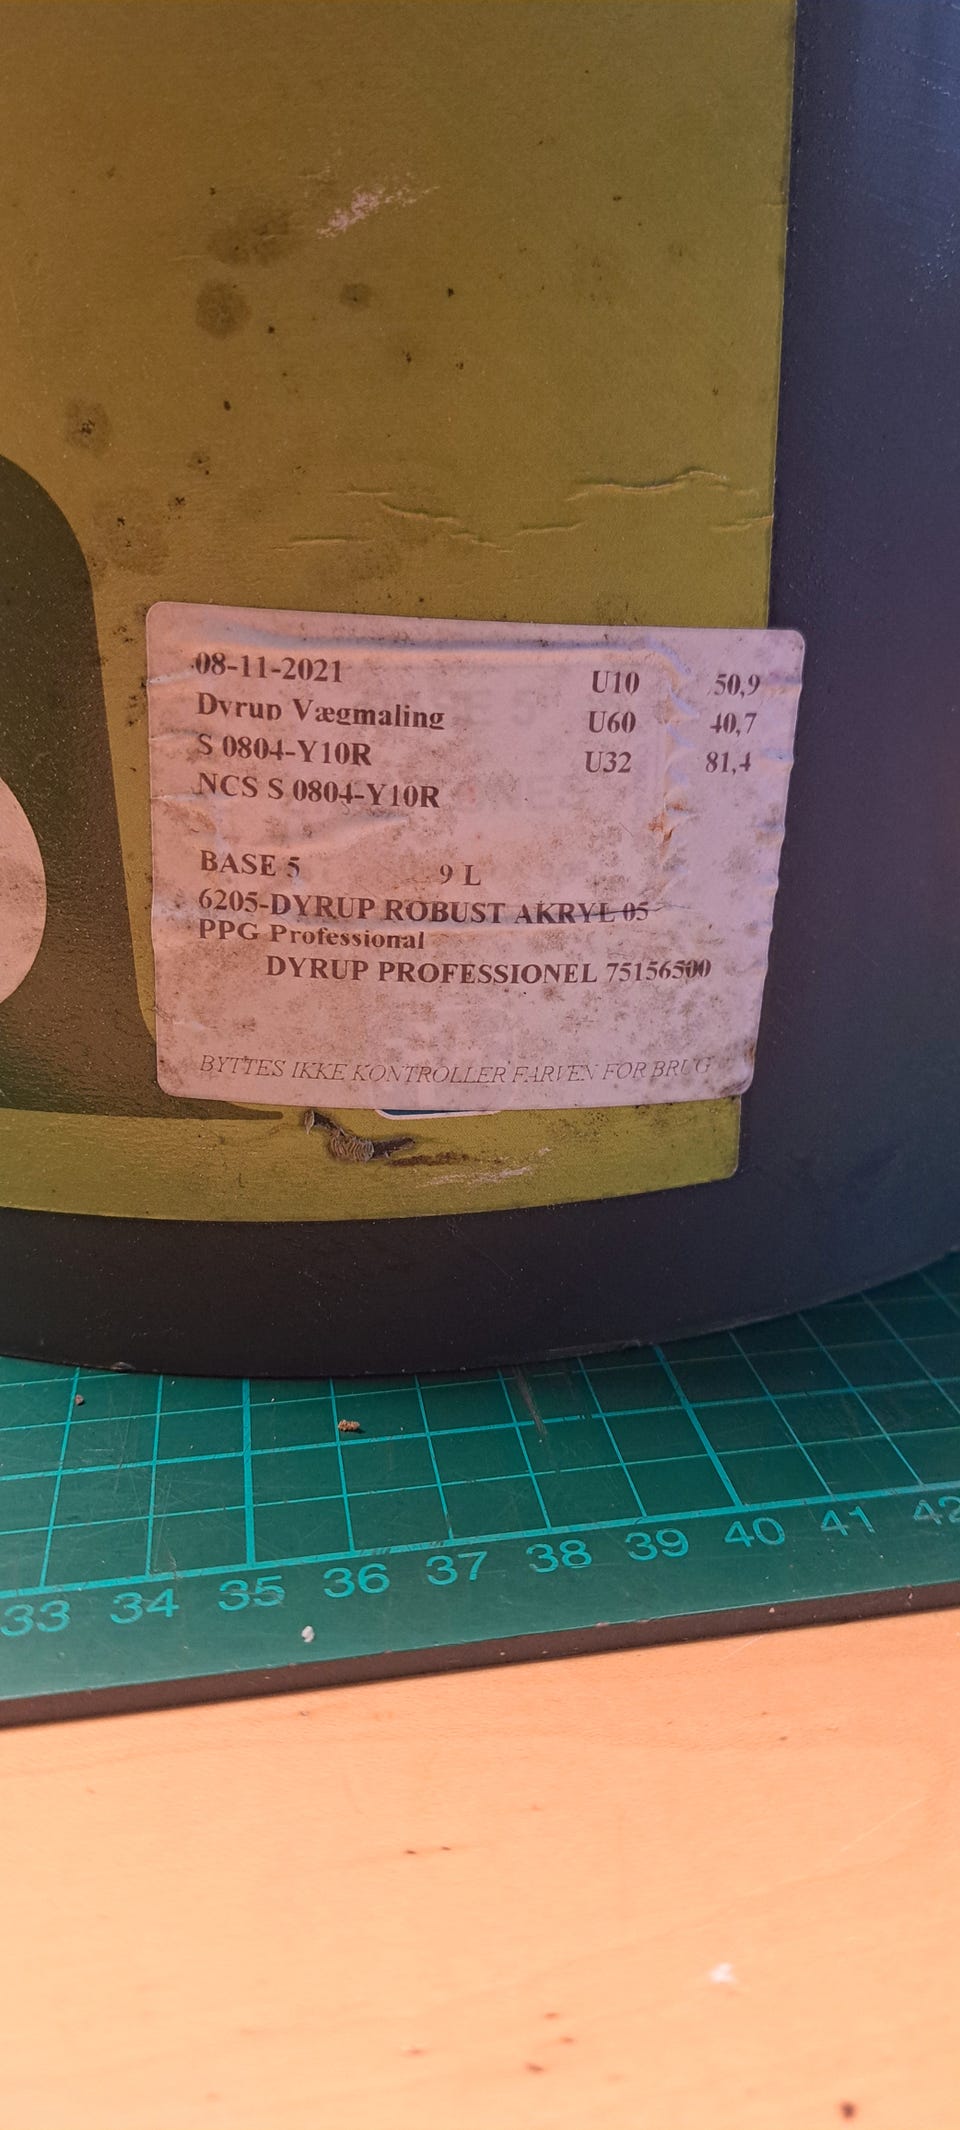 08-11-2021 U10 50,9
Dyrup Vægmaling U60 40,7
S 0804-Y10R U32 81,4
NCS S 0804-Y10R
BASE 5 9 L
6205-DYRUP ROBUST AKRYL 05
PPG Professional
DYRUP PROFESSIONEL 75156500
BYTTES IKKE KONTROLLER FARVEN FOR BRUG
33 34 35 36 37 38 39 40 41 42